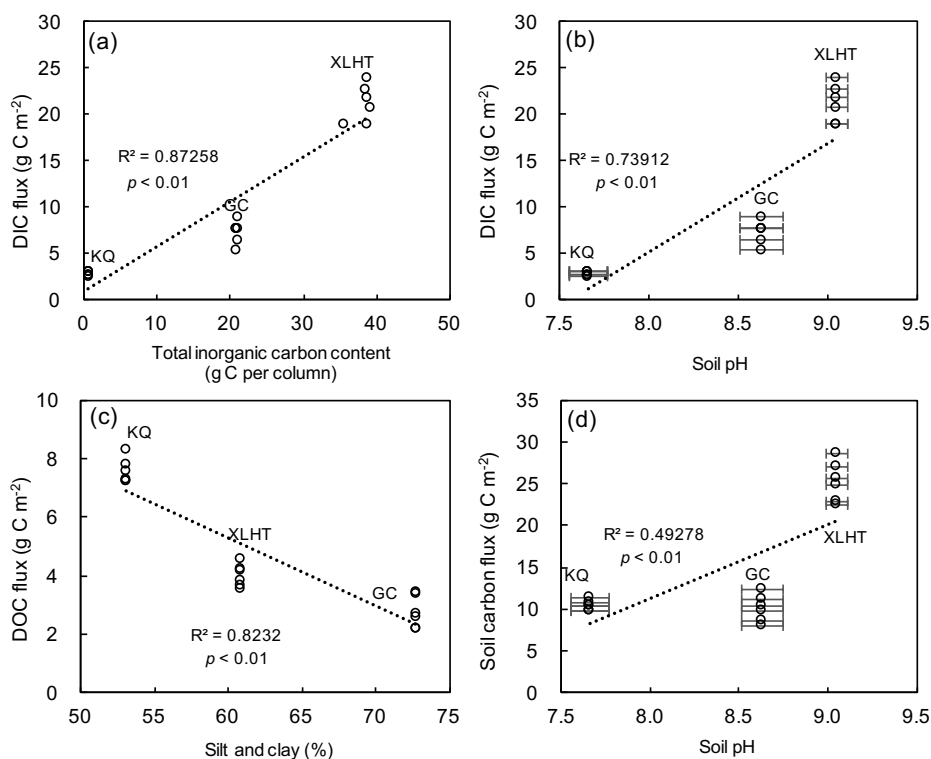 (a)
DIC flux (g C m-2)
30
25
20
15
10
5
0
XLHT
R² = 0.87258
p < 0.01
GC
KQ
0 10 20 30 40 50
Total inorganic carbon content
(g C per column)
(b)
DIC flux (g C m-2)
30
25
20
15
10
5
0
XLHT
R² = 0.73912
p < 0.01
GC
KQ
7.5 8.0 8.5 9.0 9.5
Soil pH
(c)
DOC flux (g C m-2)
10
8
6
4
2
0
KQ
XLHT
GC
R² = 0.8232
p < 0.01
50 55 60 65 70 75
Silt and clay (%)
(d)
Soil carbon flux (g C m-2)
35
30
25
20
15
10
5
0
R² = 0.49278
p < 0.01
XLHT
KQ
GC
7.5 8.0 8.5 9.0 9.5
Soil pH